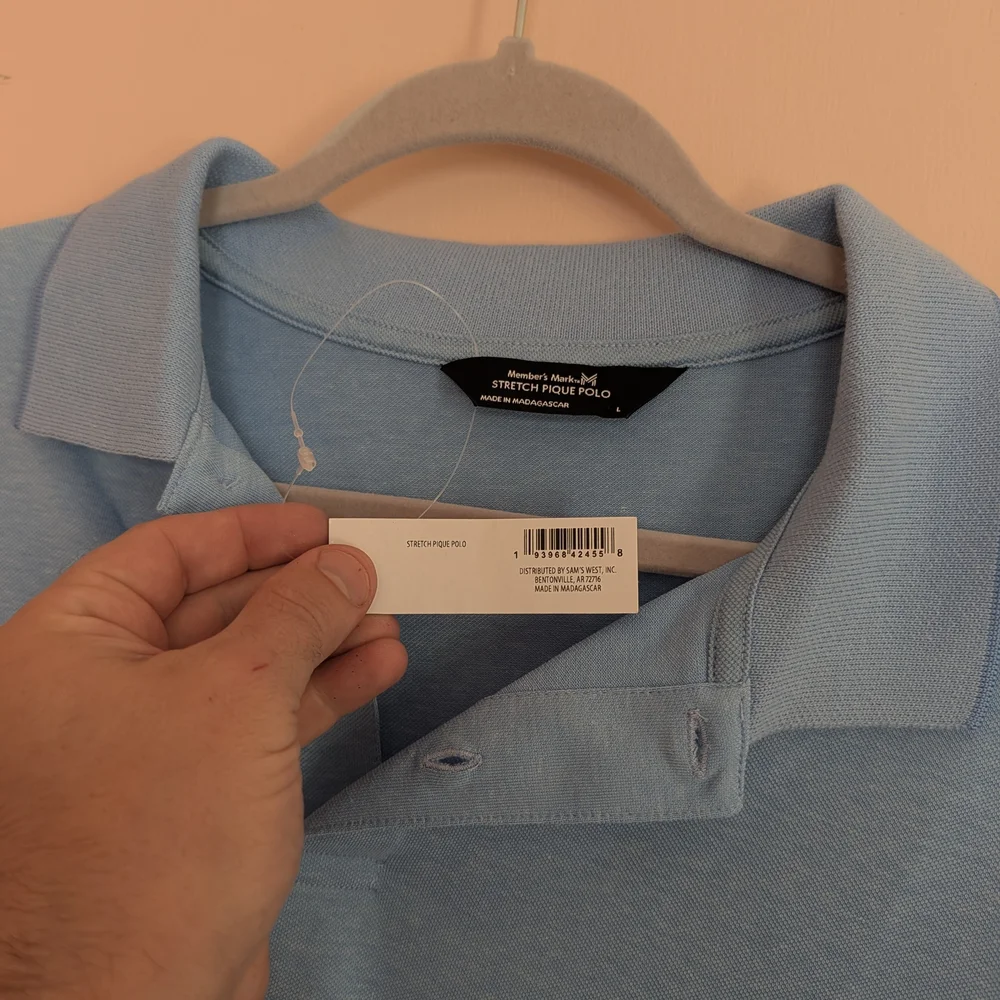 Member's Mark™
STRETCH PIQUE POLO
MADE IN MADAGASCAR L
STRETCH PIQUE POLO
1 93968 42455 8
DISTRIBUTED BY SAM'S WEST, INC.
BENTONVILLE, AR 72716
MADE IN MADAGASCAR